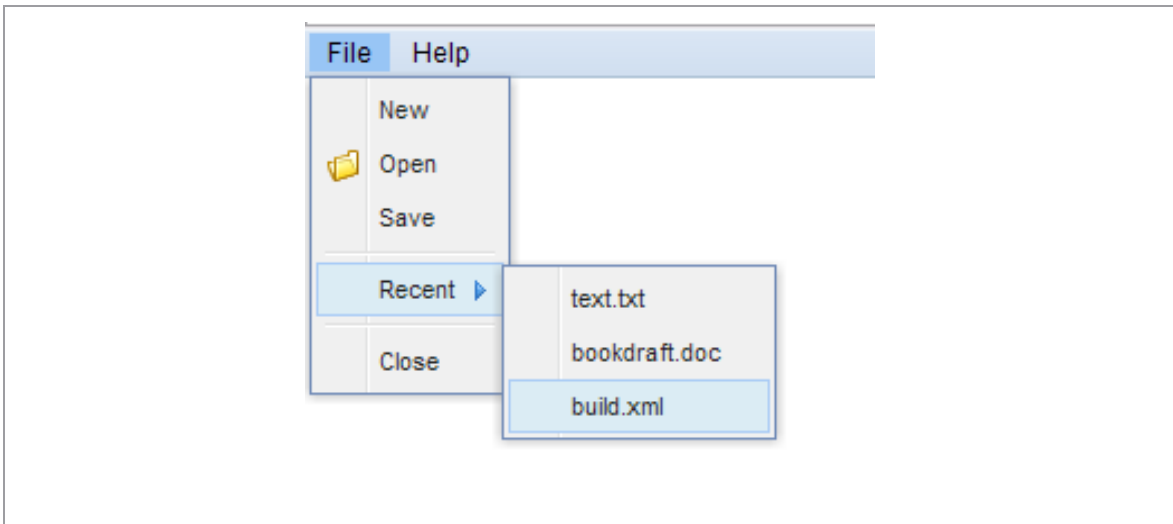 File Help
New
Open
Save
Recent
text.txt
bookdraft.doc
build.xml
Close